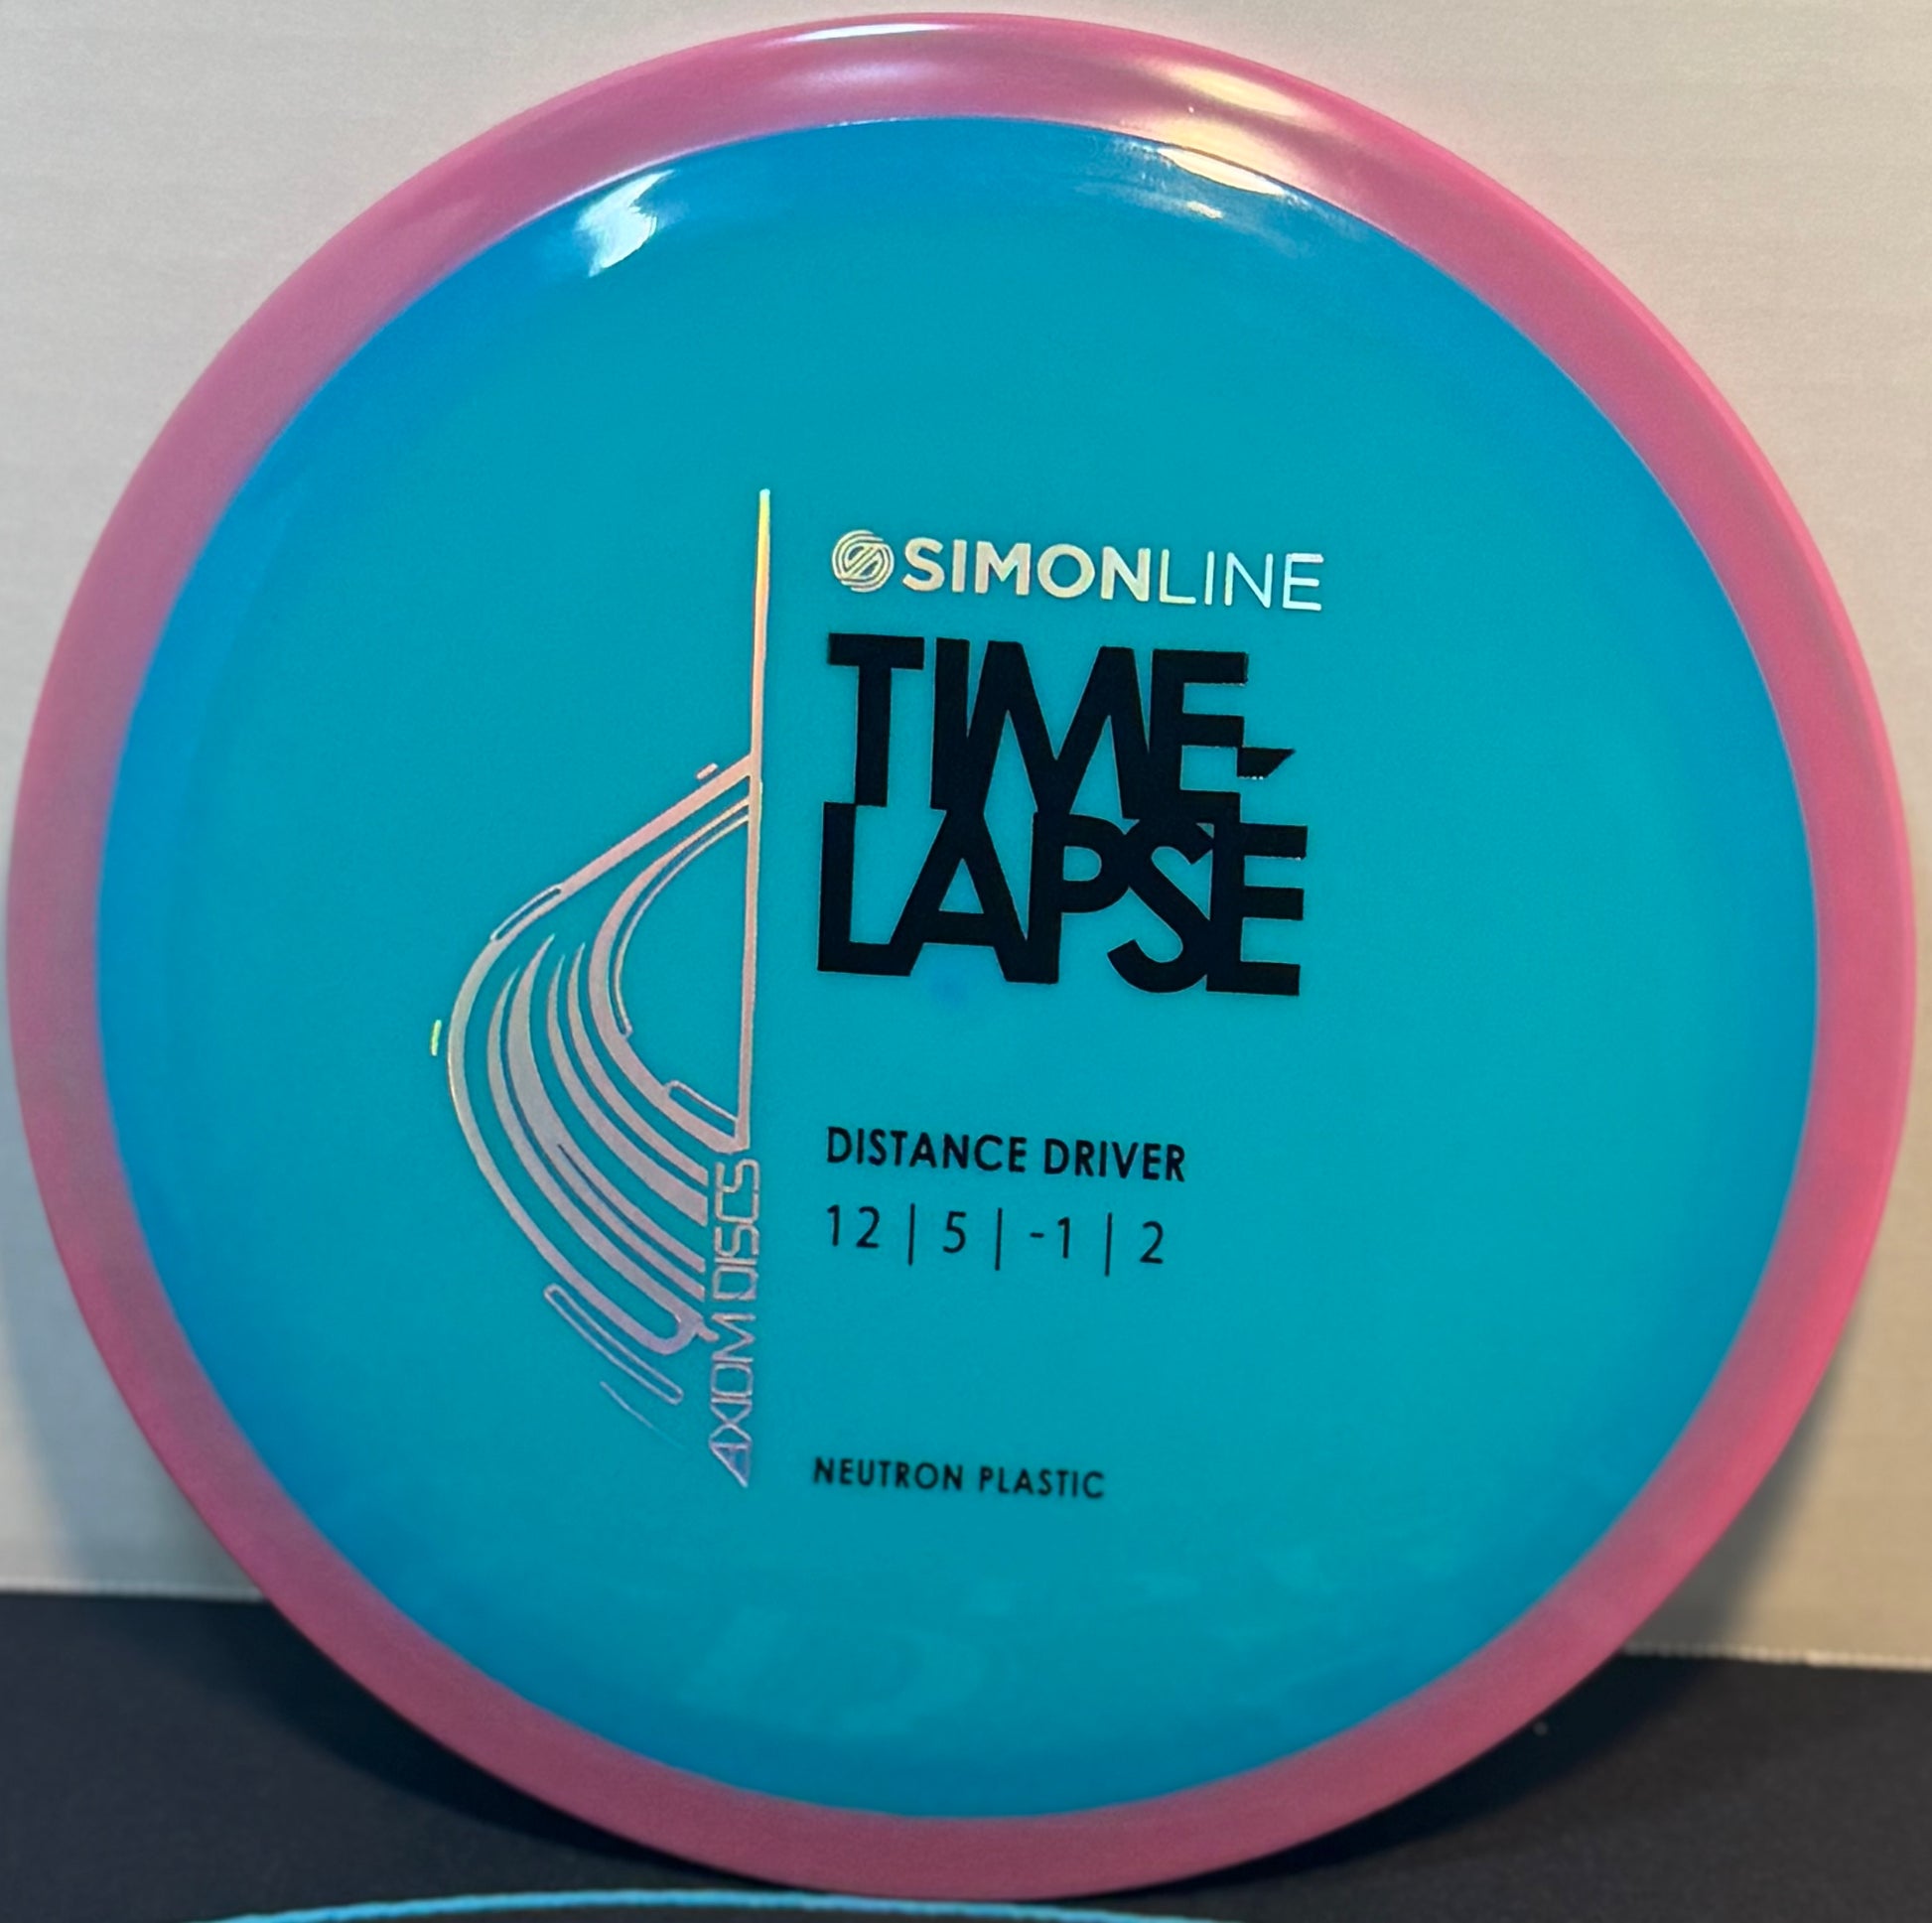 SIMONLINE
TIME-
LAPSE
DISTANCE DRIVER
12 | 5 | -1 | 2
AXIOM DISCS
NEUTRON PLASTIC